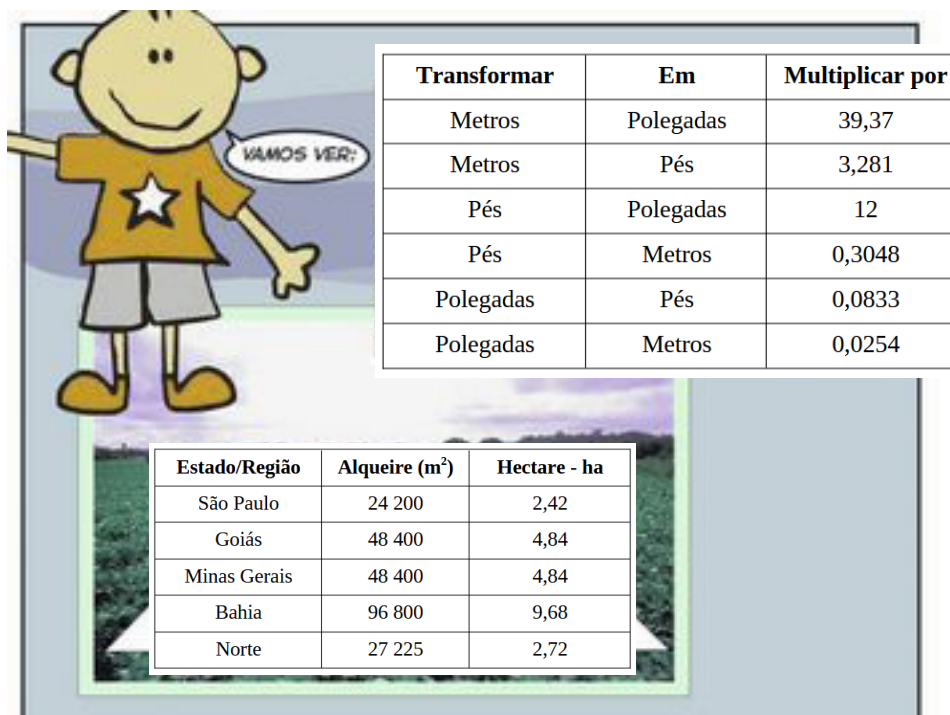 VAMOS VER:
Transformar Em Multiplicar por
Metros Polegadas 39,37
Metros Pés 3,281
Pés Polegadas 12
Pés Metros 0,3048
Polegadas Pés 0,0833
Polegadas Metros 0,0254
Estado/Região Alqueire (m²) Hectare - ha
São Paulo 24 200 2,42
Goiás 48 400 4,84
Minas Gerais 48 400 4,84
Bahia 96 800 9,68
Norte 27 225 2,72